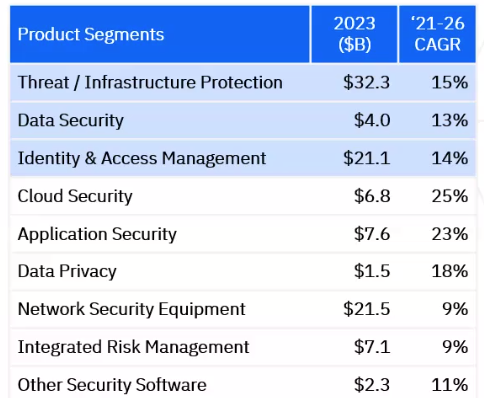 Product Segments 2023 ($B) ‘21-26 CAGR
Threat / Infrastructure Protection $32.3 15%
Data Security $4.0 13%
Identity & Access Management $21.1 14%
Cloud Security $6.8 25%
Application Security $7.6 23%
Data Privacy $1.5 18%
Network Security Equipment $21.5 9%
Integrated Risk Management $7.1 9%
Other Security Software $2.3 11%